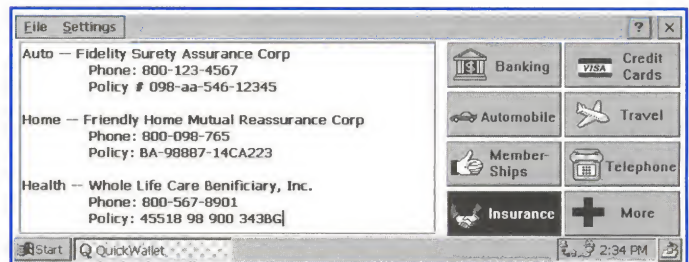 File Settings ? ×
Auto — Fidelity Surety Assurance Corp
Phone: 800-123-4567
Policy # 098-aa-546-12345
Home — Friendly Home Mutual Reassurance Corp
Phone: 800-098-765
Policy: BA-98887-14CA223
Health — Whole Life Care Benificiary, Inc.
Phone: 800-567-8901
Policy: 45518 98 900 343BG
Banking
VISA Credit
Cards
Automobile
Travel
Member-
Ships
Telephone
Insurance
More
Start Q QuickWallet 2:34 PM